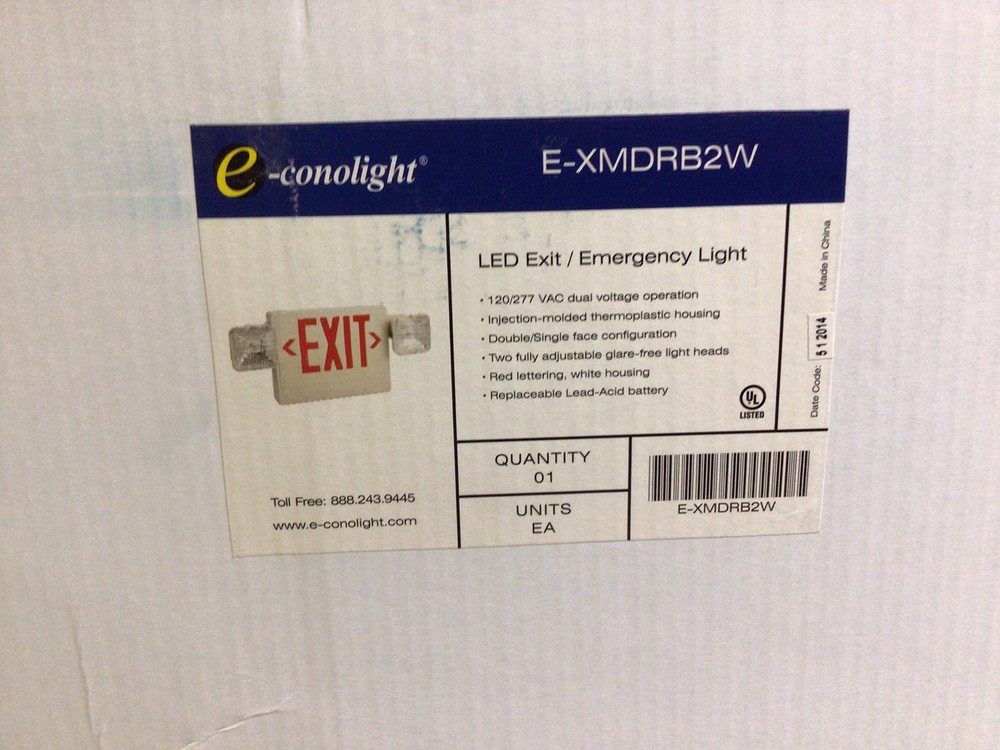 e-conolight®
E-XMDRB2W
<EXIT>
Toll Free: 888.243.9445
www.e-conolight.com
LED Exit / Emergency Light
• 120/277 VAC dual voltage operation
• Injection-molded thermoplastic housing
• Double/Single face configuration
• Two fully adjustable glare-free light heads
• Red lettering, white housing
• Replaceable Lead-Acid battery
UL
LISTED
Date Code: 51 2014 Made in China
QUANTITY
01
UNITS
EA
E-XMDRB2W